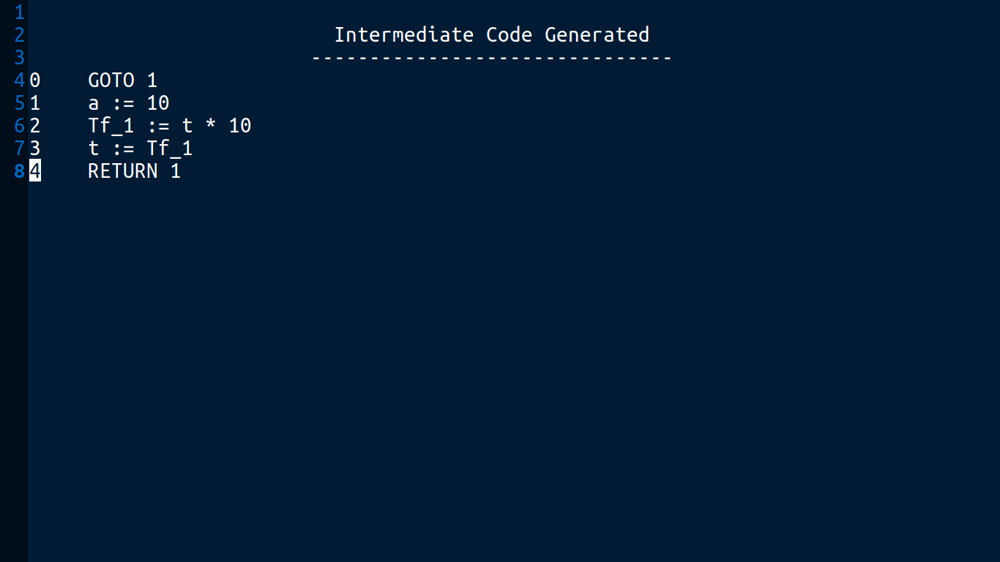 1
2 Intermediate Code Generated
3 -------------------------------
4 0 GOTO 1
5 1 a := 10
6 2 Tf_1 := t * 10
7 3 t := Tf_1
8 4 RETURN 1